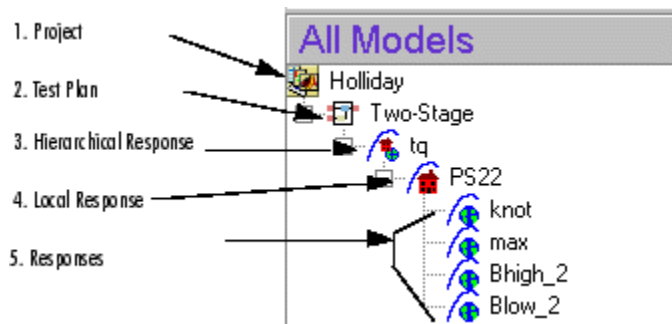 1. Project
2. Test Plan
3. Hierarchical Response
4. Local Response
5. Responses
All Models
Holliday
Two-Stage
tq
PS22
knot
max
Bhigh_2
Blow_2